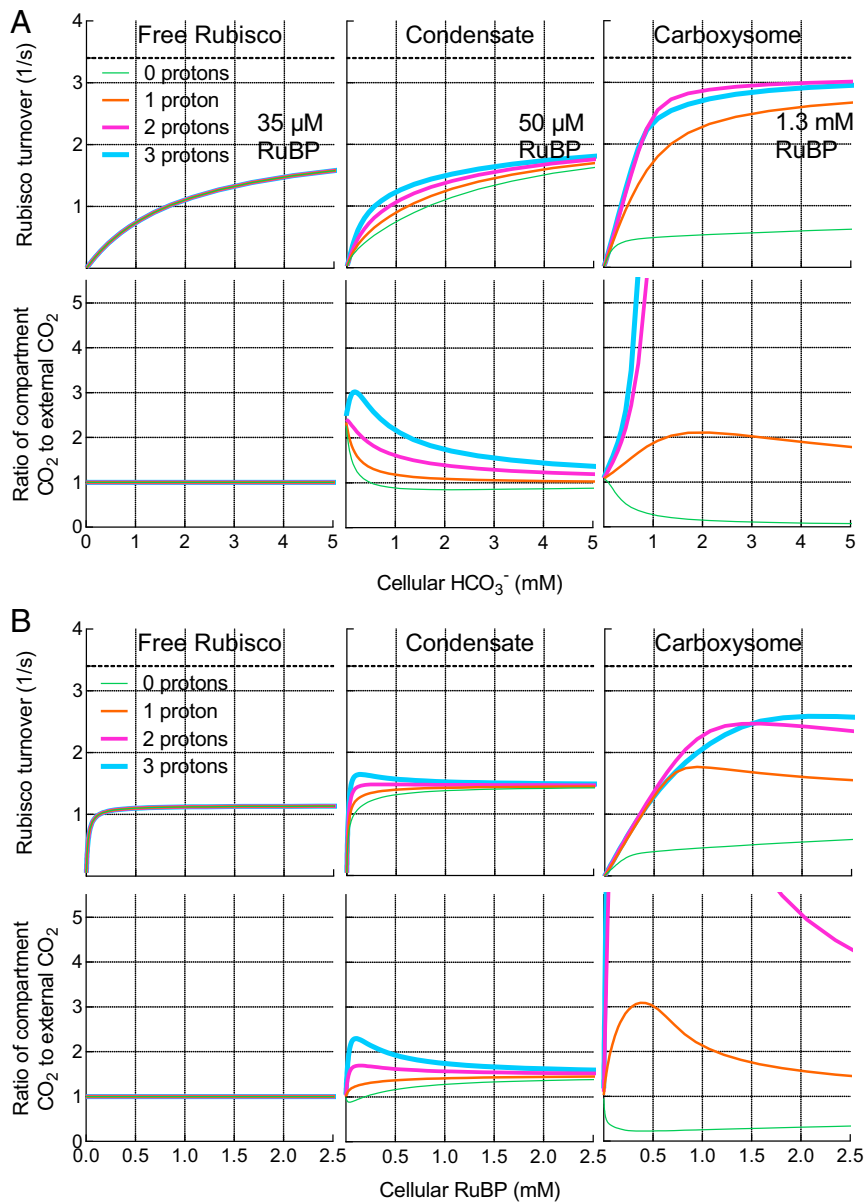 A
Free Rubisco
Condensate
Carboxysome
Rubisco turnover (1/s)
4
3
2
1
0 protons
1 proton
2 protons
3 protons
35 µM
RuBP
50 µM
RuBP
1.3 mM
RuBP
Ratio of compartment
CO₂ to external CO₂
5
4
3
2
1
0
0 1 2 3 4 5
1 2 3 4 5
1 2 3 4 5
Cellular HCO₃⁻ (mM)
B
Free Rubisco
Condensate
Carboxysome
Rubisco turnover (1/s)
4
3
2
1
0 protons
1 proton
2 protons
3 protons
Ratio of compartment
CO₂ to external CO₂
5
4
3
2
1
0
0.0 0.5 1.0 1.5 2.0 2.5
0.5 1.0 1.5 2.0 2.5
0.5 1.0 1.5 2.0 2.5
Cellular RuBP (mM)